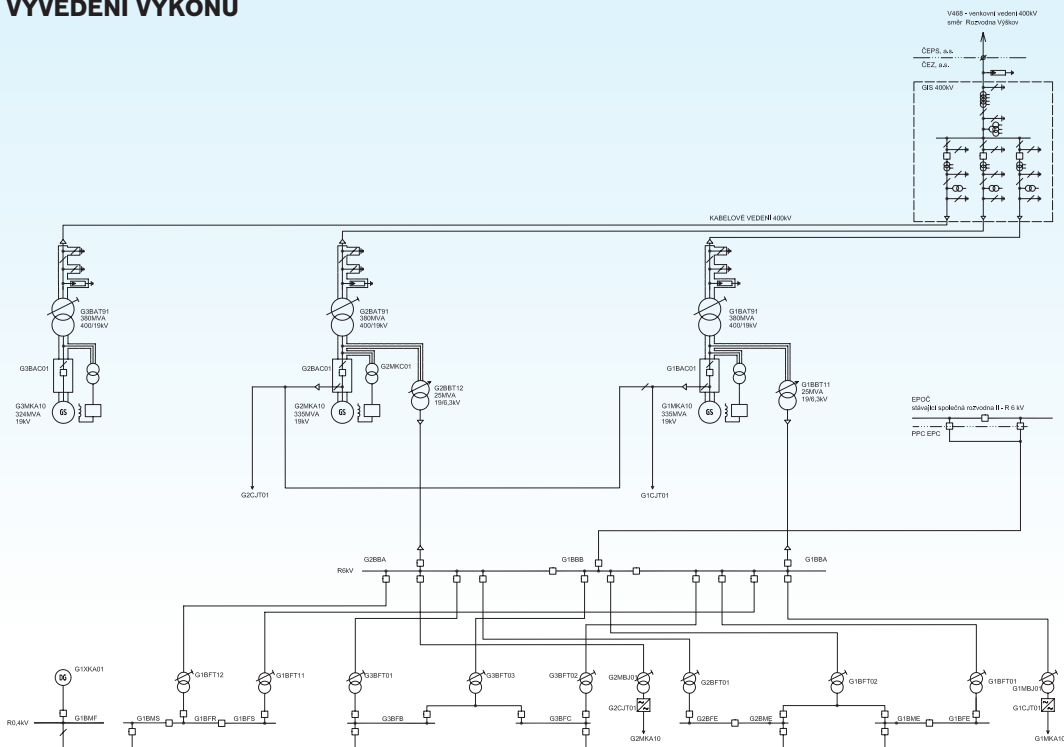 VYVEDENÍ VÝKONU
V468 - venkovní vedení 400kV
směr Rozvodna Výškov
ČEPS, a.s.
ČEZ, a.s.
GIS 400kV
KABELOVÉ VEDENÍ 400kV
G3BAT91
380MVA
400/19kV
G3BAC01
G3MKA10
324MVA
19kV
GS
G2BAT91
380MVA
400/19kV
G2BAC01
G2MKC01
G2MKA10
335MVA
19kV
GS
G2BBT12
25MVA
19/6,3kV
G1BAT91
380MVA
400/19kV
G1BAC01
G1MKA10
335MVA
19kV
GS
G1BBT11
25MVA
19/6,3kV
EPOČ
stávající společná rozvodna II - R 6 kV
PPC EPC
G2CJT01
G1CJT01
G2BBA
G1BBB
G1BBA
R6kV
G1XKA01
DG
G1BFT12
G1BFT11
G3BFT01
G3BFT03
G3BFT02
G2MBJ01
G2BFT01
G1BFT02
G1BFT01
G1MBJ01
G2CJT01
G1CJT01
R0,4kV
G1BMF
G1BMS
G1BFR
G1BFS
G3BFB
G3BFC
G2MKA10
G2BFE
G2BME
G1BME
G1BFE
G1MKA10